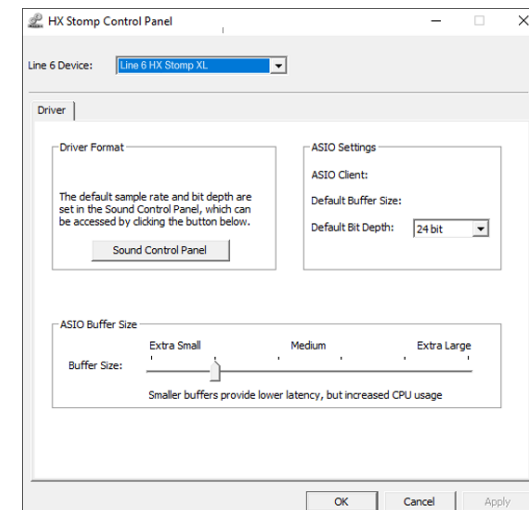 HX Stomp Control Panel
Line 6 Device:
Line 6 HX Stomp XL
Driver
Driver Format
The default sample rate and bit depth are
set in the Sound Control Panel, which can
be accessed by clicking the button below.
Sound Control Panel
ASIO Settings
ASIO Client:
Default Buffer Size:
Default Bit Depth:
24 bit
ASIO Buffer Size
Extra Small
Medium
Extra Large
Buffer Size:
Smaller buffers provide lower latency, but increased CPU usage
OK
Cancel
Apply